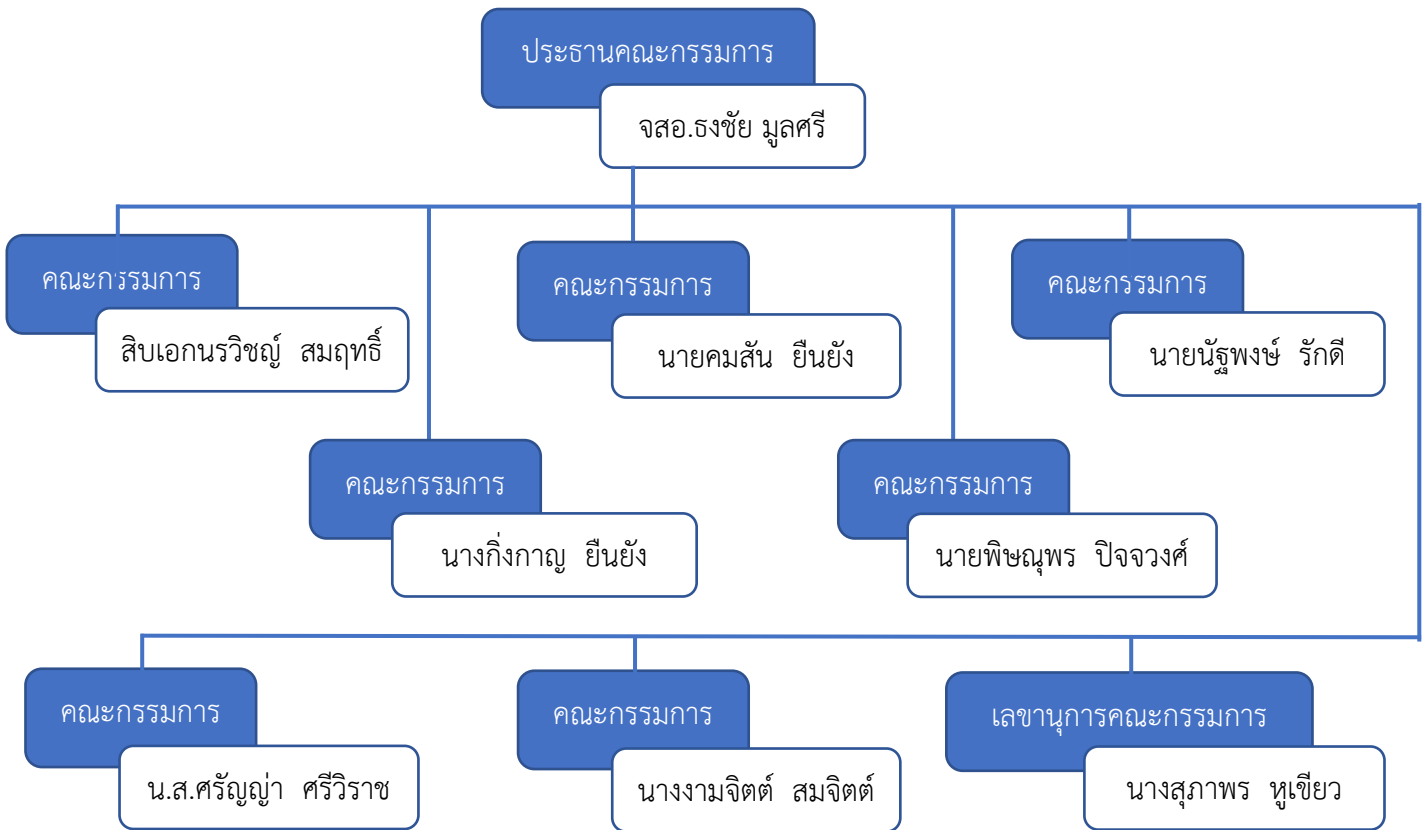 ประธานคณะกรรมการ
จสอ.ธงชัย มูลศรี
คณะกรรมการ
สิบเอกนรวิชญ์ สมฤทธิ์
คณะกรรมการ
นายคมสัน ยืนยัง
คณะกรรมการ
นายนัฐพงษ์ รักดี
คณะกรรมการ
นางกิ่งกาญ ยืนยัง
คณะกรรมการ
นายพิษณุพร ปิจจวงศ์
คณะกรรมการ
น.ส.ศรัญญ่า ศรีวิราช
คณะกรรมการ
นางงามจิตต์ สมจิตต์
เลขานุการคณะกรรมการ
นางสุภาพร หูเขียว